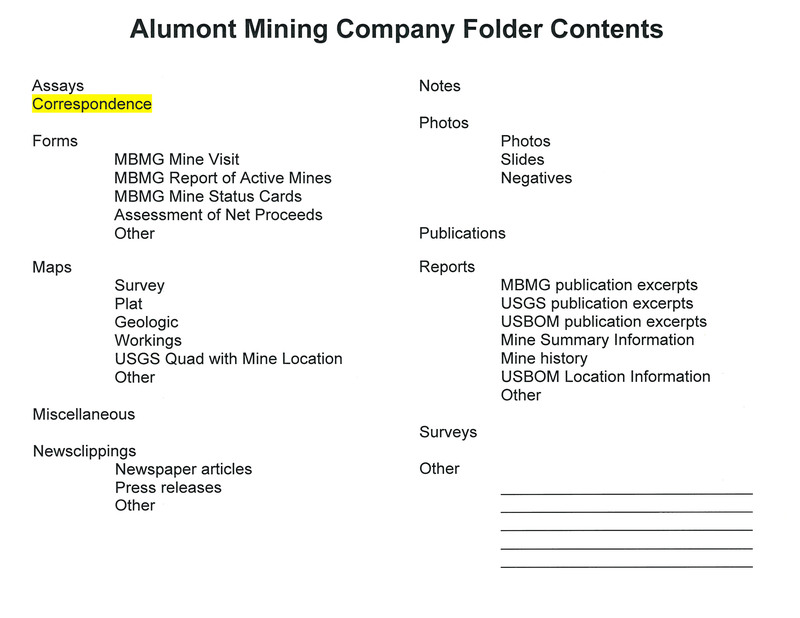 Alumont Mining Company Folder Contents
Assays
Correspondence
Forms
MBMG Mine Visit
MBMG Report of Active Mines
MBMG Mine Status Cards
Assessment of Net Proceeds
Other
Maps
Survey
Plat
Geologic
Workings
USGS Quad with Mine Location
Other
Miscellaneous
Newsclippings
Newspaper articles
Press releases
Other
Notes
Photos
Photos
Slides
Negatives
Publications
Reports
MBMG publication excerpts
USGS publication excerpts
USBOM publication excerpts
Mine Summary Information
Mine history
USBOM Location Information
Other
Surveys
Other